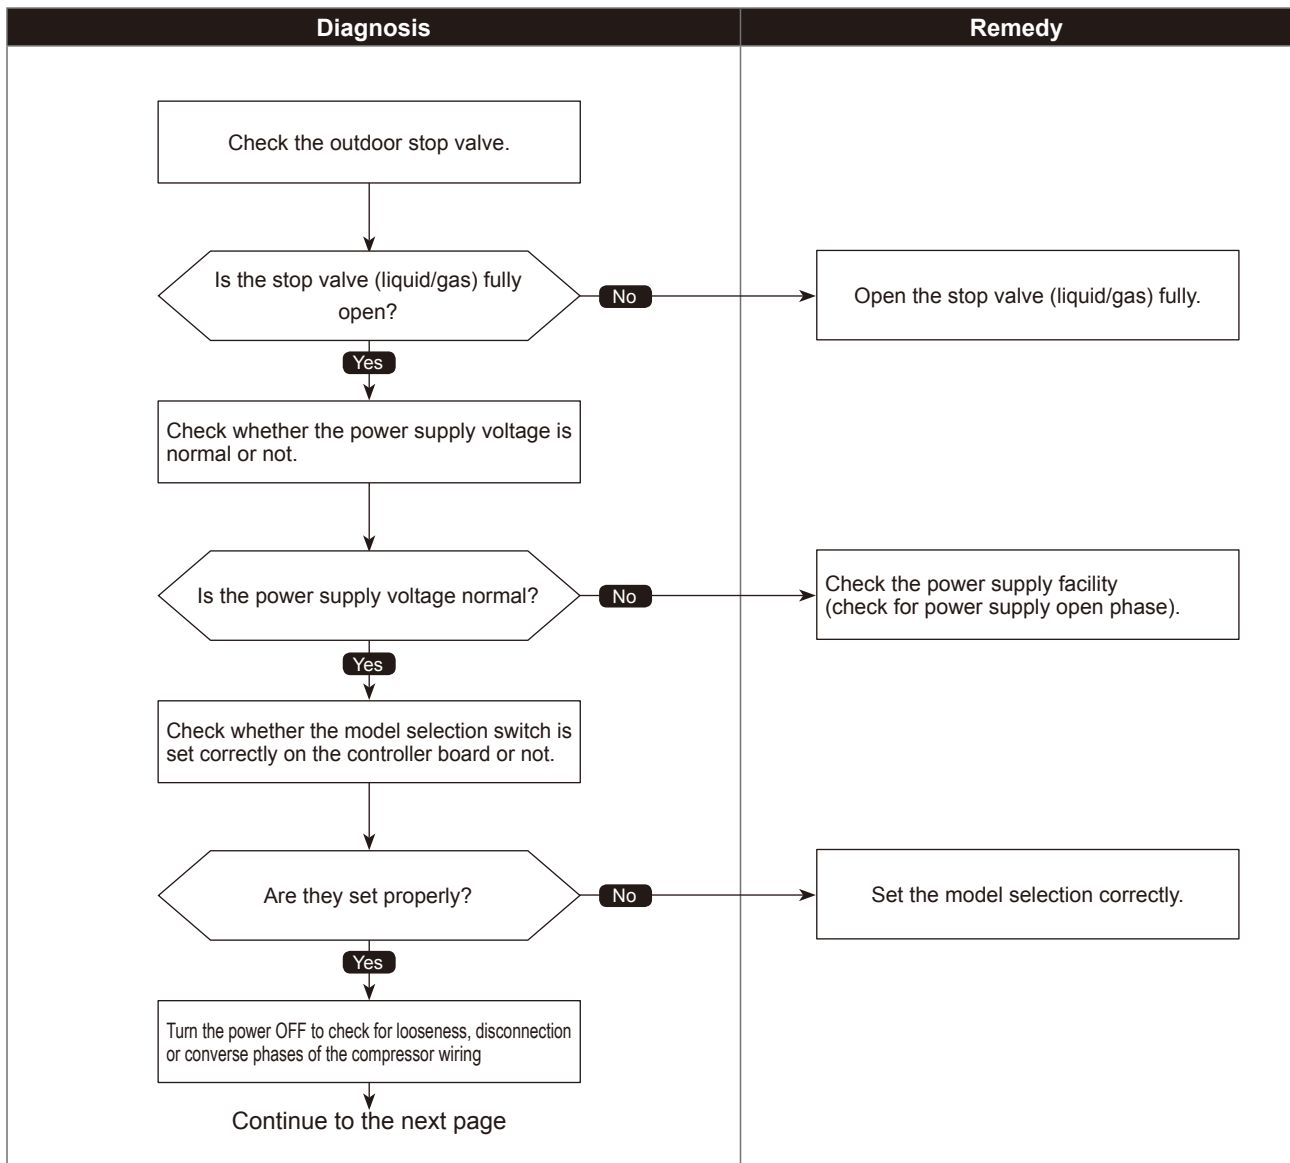 Diagnosis
Remedy
Check the outdoor stop valve.
Is the stop valve (liquid/gas) fully
open?
No
Open the stop valve (liquid/gas) fully.
Yes
Check whether the power supply voltage is
normal or not.
Is the power supply voltage normal?
No
Check the power supply facility
(check for power supply open phase).
Yes
Check whether the model selection switch is
set correctly on the controller board or not.
Are they set properly?
No
Set the model selection correctly.
Yes
Turn the power OFF to check for looseness, disconnection
or converse phases of the compressor wiring
Continue to the next page